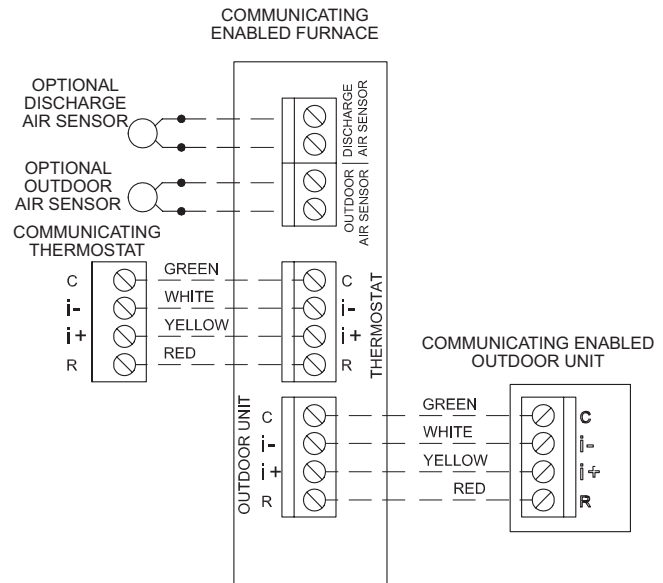 COMMUNICATING
ENABLED FURNACE
OPTIONAL
DISCHARGE
AIR SENSOR
DISCHARGE
AIR SENSOR
OPTIONAL
OUTDOOR
AIR SENSOR
OUTDOOR
AIR SENSOR
COMMUNICATING
THERMOSTAT
C GREEN C
i- WHITE i-
i+ YELLOW i+
R RED R
THERMOSTAT
COMMUNICATING ENABLED
OUTDOOR UNIT
OUTDOOR UNIT
C GREEN C
i- WHITE i-
i+ YELLOW i+
R RED R